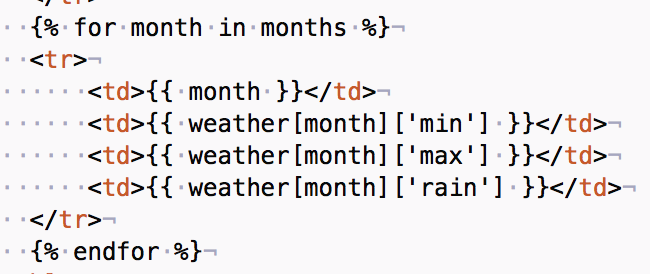 {% for month in months %}
<tr>
<td>{{ month }}</td>
<td>{{ weather[month]['min'] }}</td>
<td>{{ weather[month]['max'] }}</td>
<td>{{ weather[month]['rain'] }}</td>
</tr>
{% endfor %}